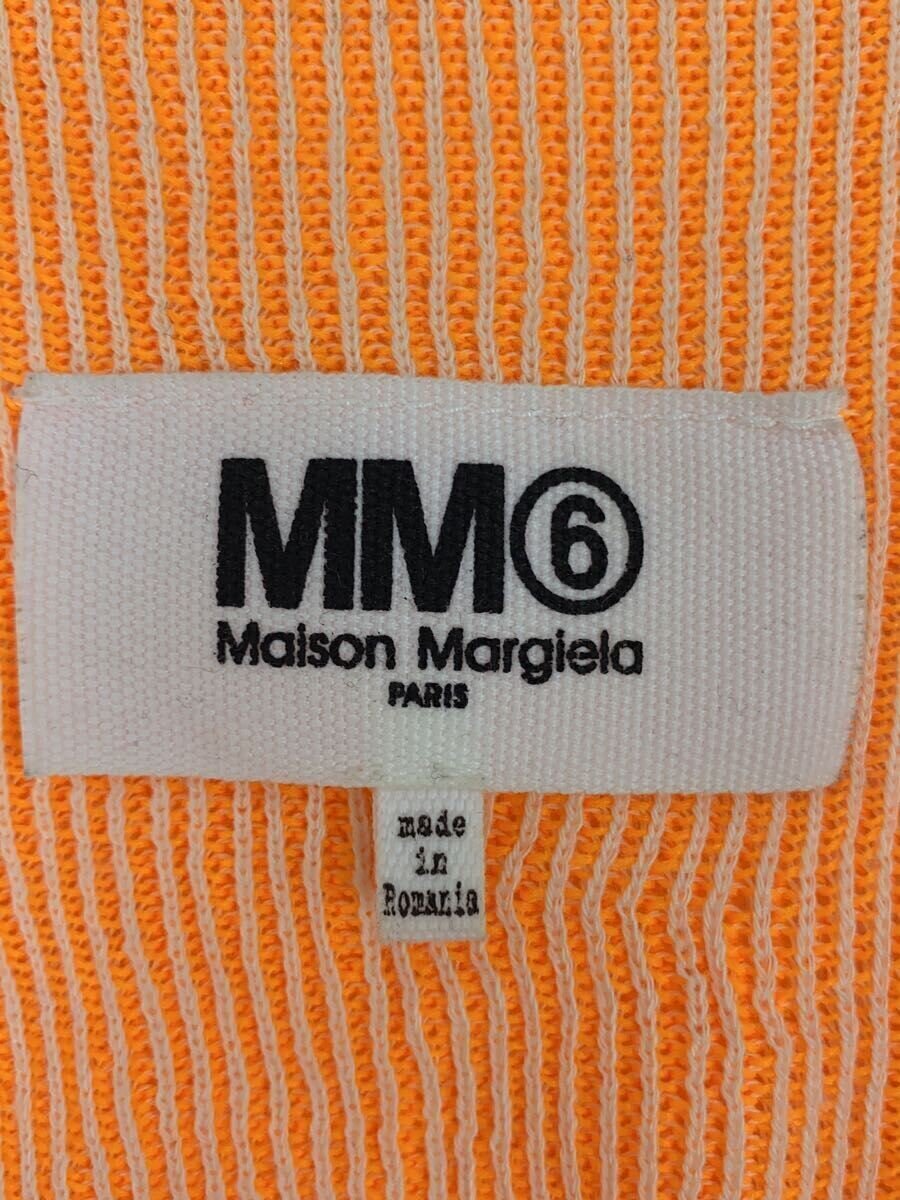 MM⑥
Maison Margiela
PARIS
made
in
Romania